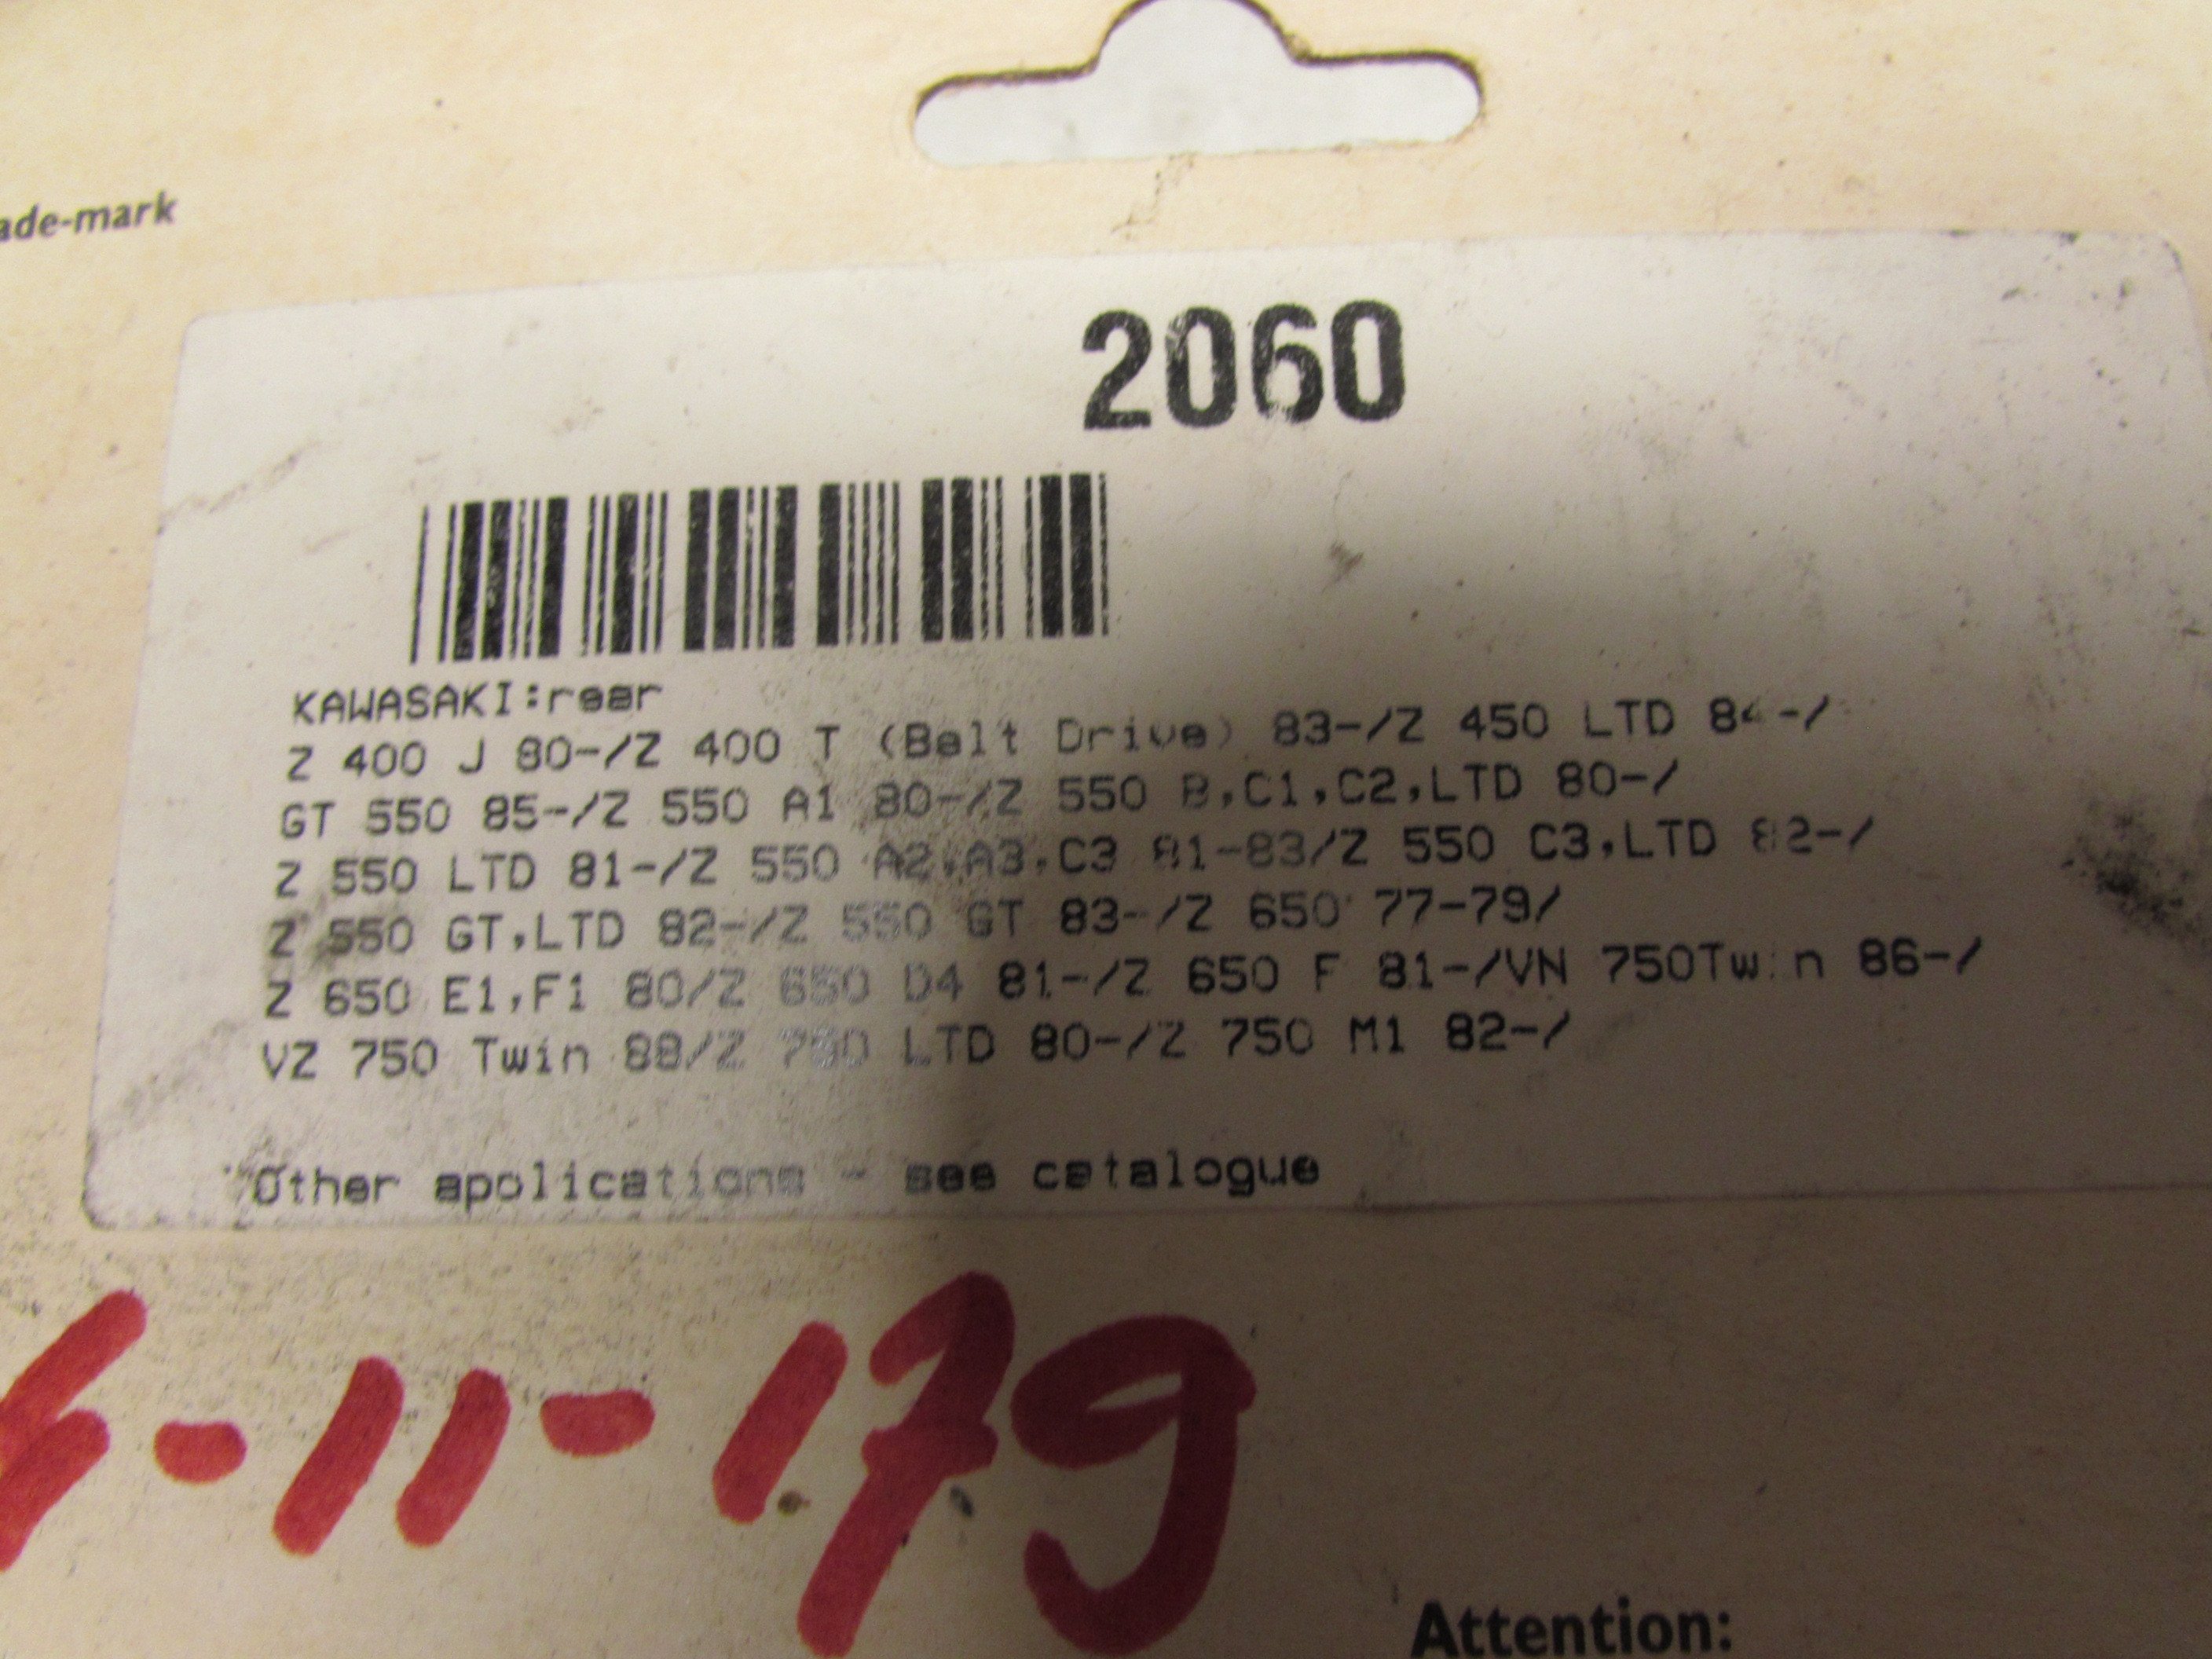 ade-mark
2060
KAWASAKI:rear
Z 400 J 80-/Z 400 T (Belt Drive) 83-/Z 450 LTD 84-/
GT 550 85-/Z 550 A1 80-/Z 550 B,C1,C2,LTD 80-/
Z 550 LTD 81-/Z 550 A2,A3,C3 81-83/Z 550 C3,LTD 82-/
Z 550 GT,LTD 82-/Z 550 GT 83-/Z 650 77-79/
Z 650 E1,F1 80/Z 650 D4 81-/Z 650 F 81-/VN 750Twin 86-/
VZ 750 Twin 88/Z 750 LTD 80-/Z 750 M1 82-/
Other applications - see catalogue
-11-179
Attention: